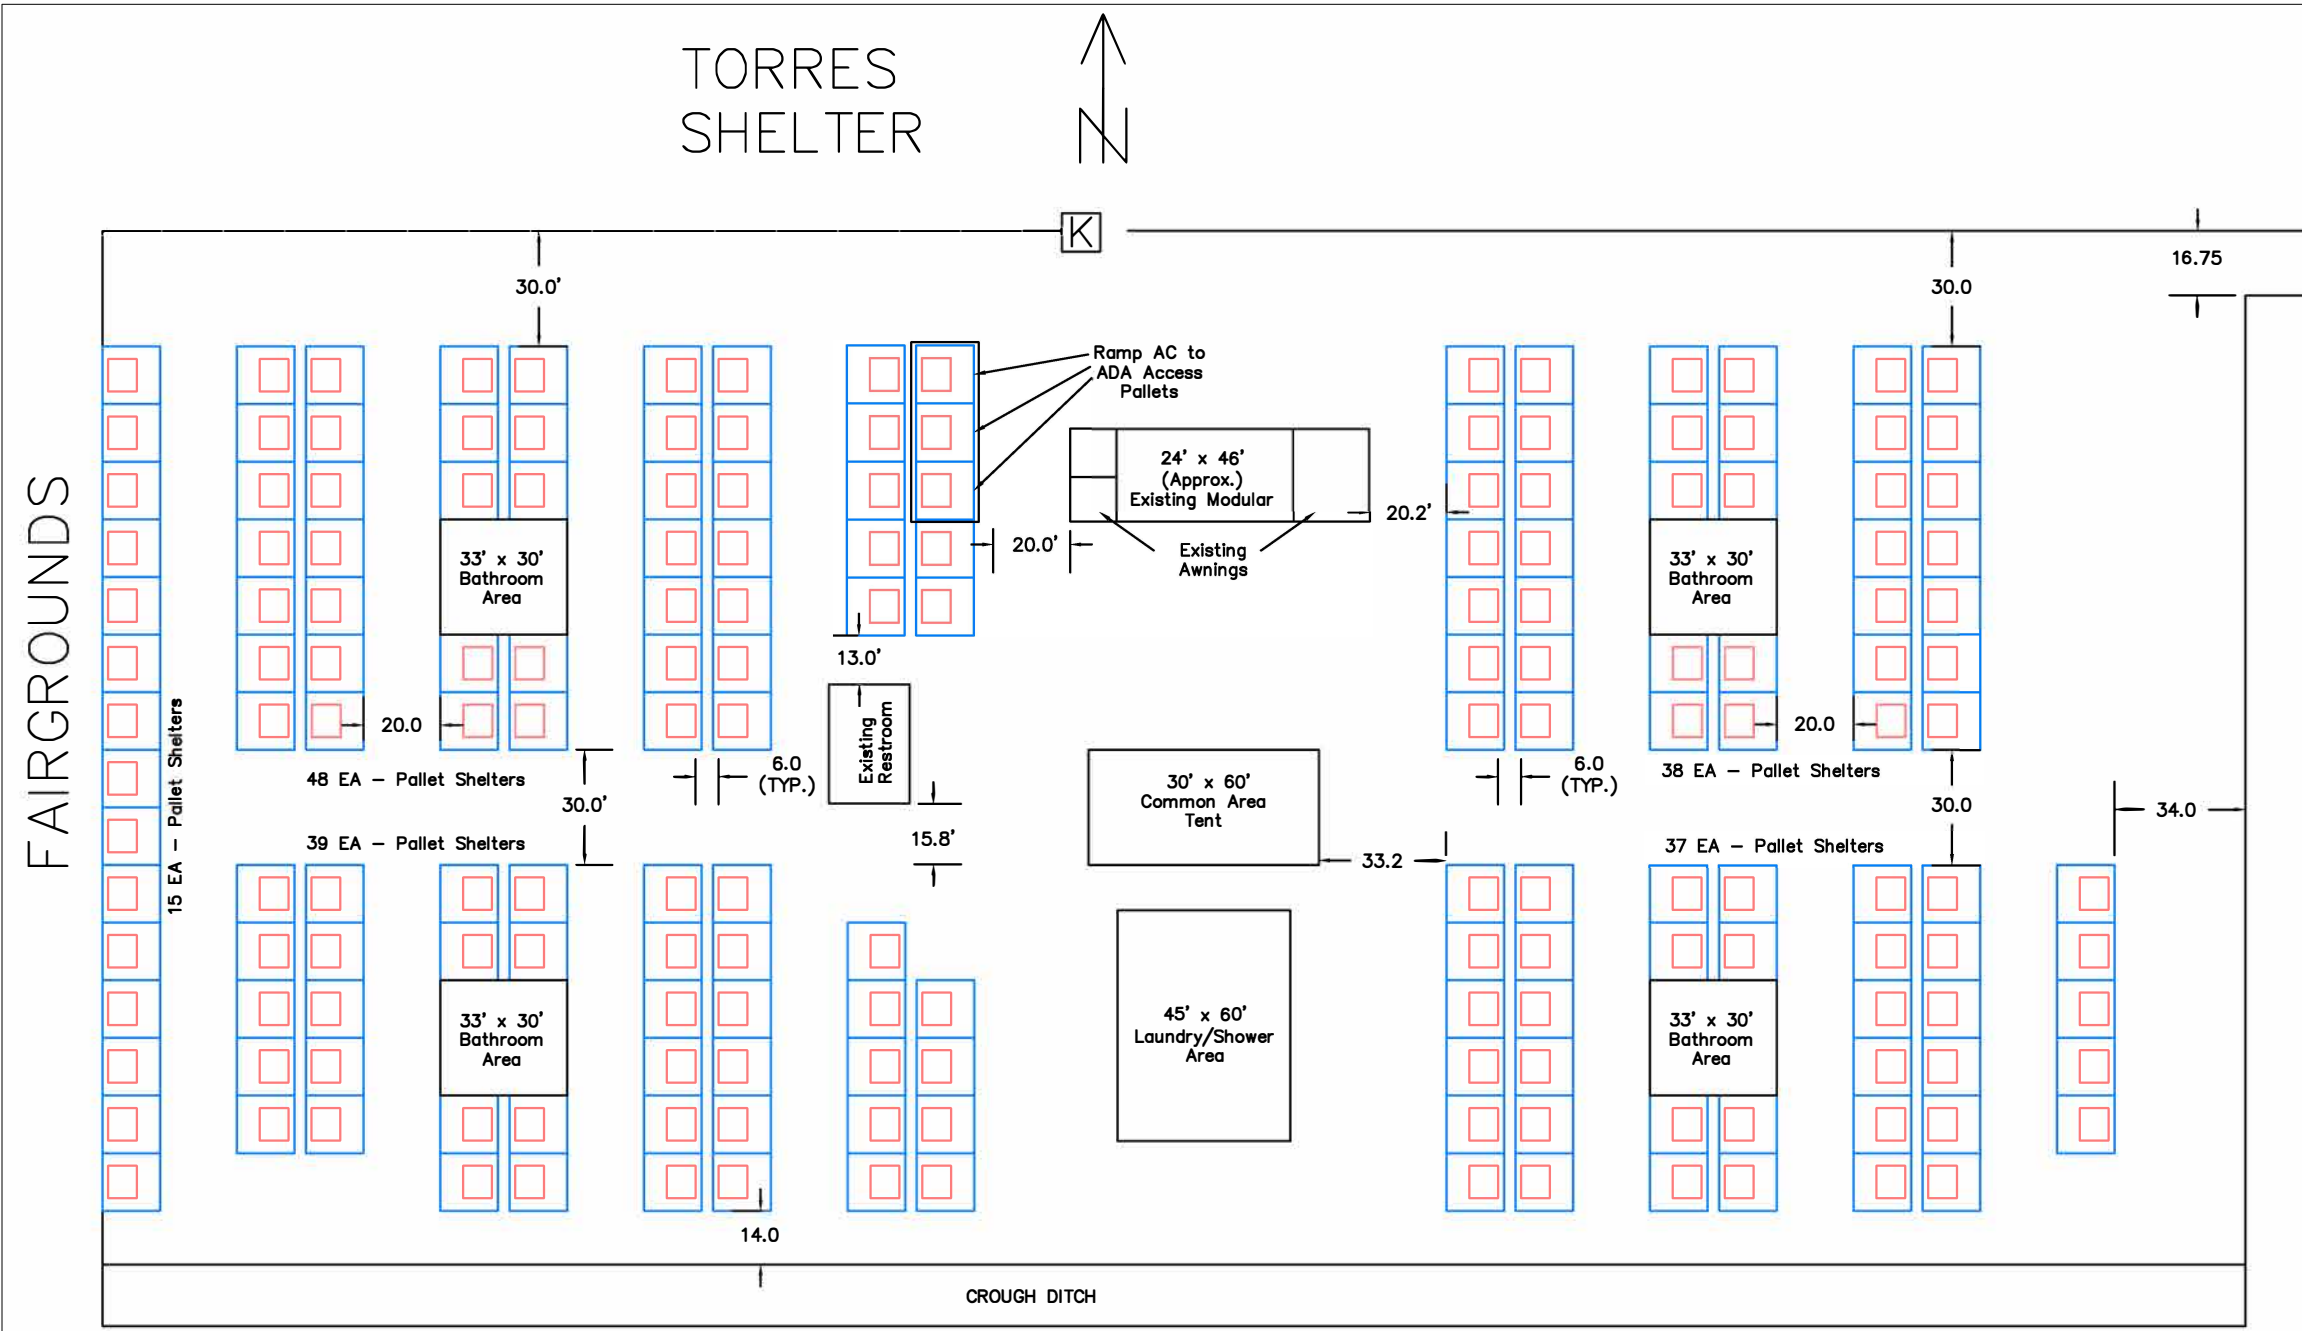 TORRES
SHELTER
N
K
30.0'
30.0
16.75
Ramp AC to
ADA Access
Pallets
24' x 46'
(Approx.)
Existing Modular
20.2'
20.0'
Existing
Awnings
FAIRGROUNDS
33' x 30'
Bathroom
Area
33' x 30'
Bathroom
Area
13.0'
15 EA - Pallet Shelters
20.0
Existing
Restroom
20.0
48 EA - Pallet Shelters
6.0
(TYP.)
30' x 60'
Common Area
Tent
6.0
(TYP.)
38 EA - Pallet Shelters
30.0'
30.0
34.0
39 EA - Pallet Shelters
15.8'
33.2
37 EA - Pallet Shelters
33' x 30'
Bathroom
Area
45' x 60'
Laundry/Shower
Area
33' x 30'
Bathroom
Area
14.0
CROUGH DITCH